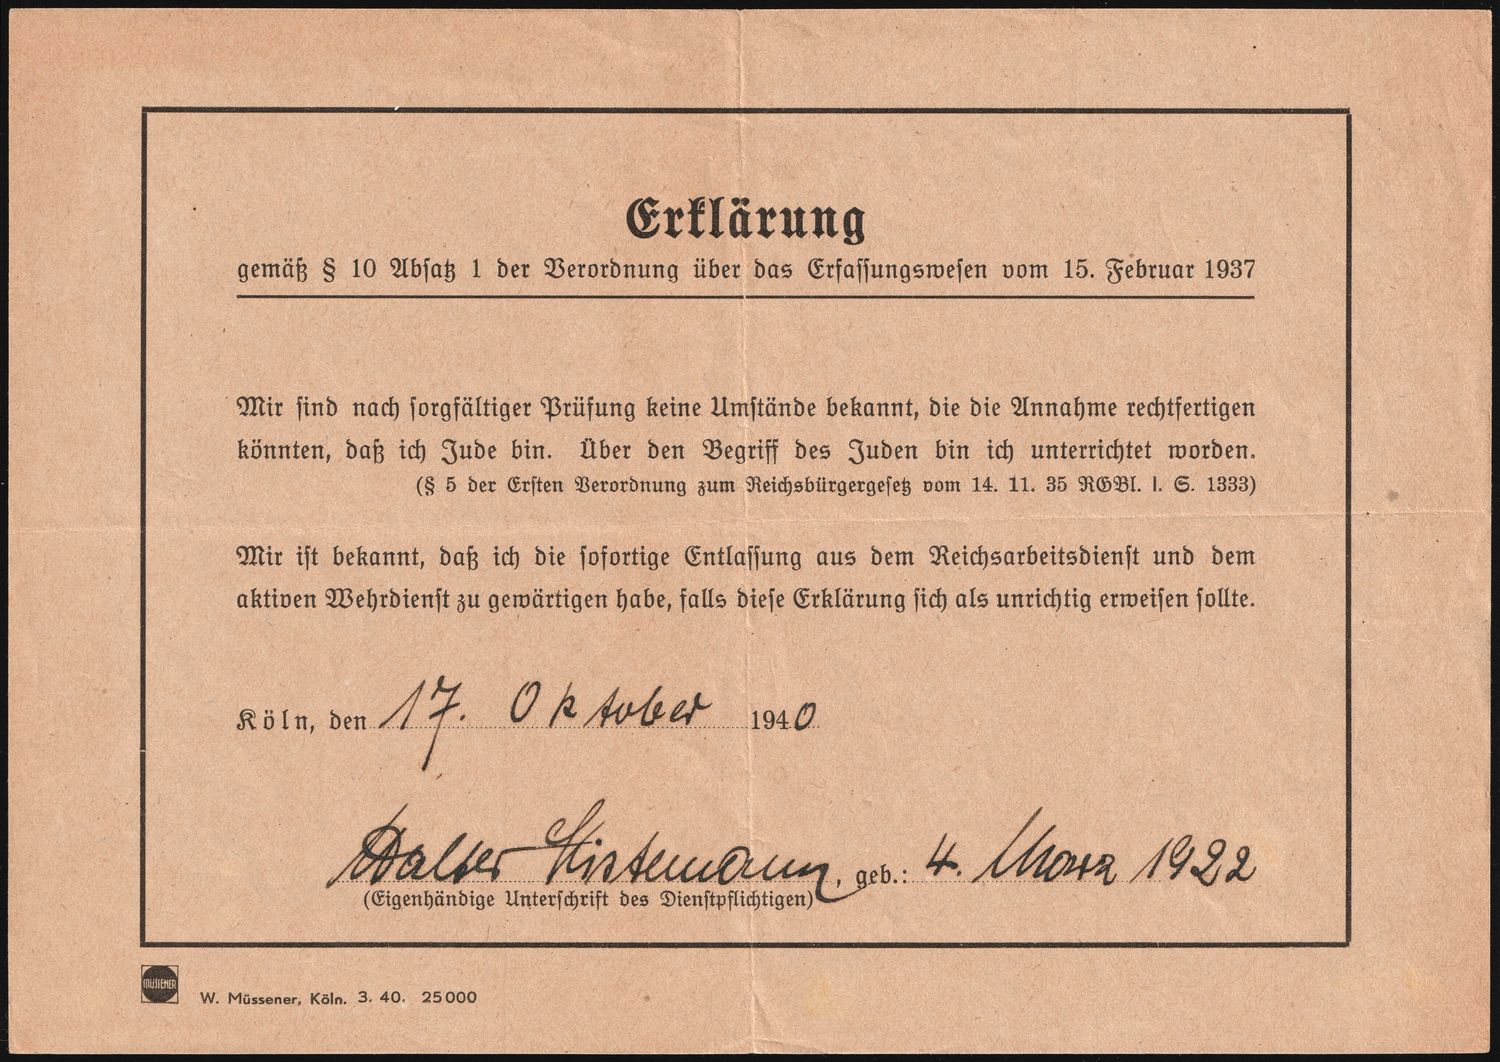 Erklärung
gemäß § 10 Absatz 1 der Verordnung über das Erfassungswesen vom 15. Februar 1937
Mir sind nach sorgfältiger Prüfung keine Umstände bekannt, die die Annahme rechtfertigen
könnten, daß ich Jude bin. Über den Begriff des Juden bin ich unterrichtet worden.
(§ 5 der Ersten Verordnung zum Reichsbürgergesetz vom 14. 11. 35 RGBl. I. S. 1333)
Mir ist bekannt, daß ich die sofortige Entlassung aus dem Reichsarbeitsdienst und dem
aktiven Wehrdienst zu gewärtigen habe, falls diese Erklärung sich als unrichtig erweisen sollte.
Köln, den 17. Oktober 1940
Walter , geb.: 4. März 1922
(Eigenhändige Unterschrift des Dienstpflichtigen)
MÜSSENER
W. Müssener, Köln. 3. 40. 25000